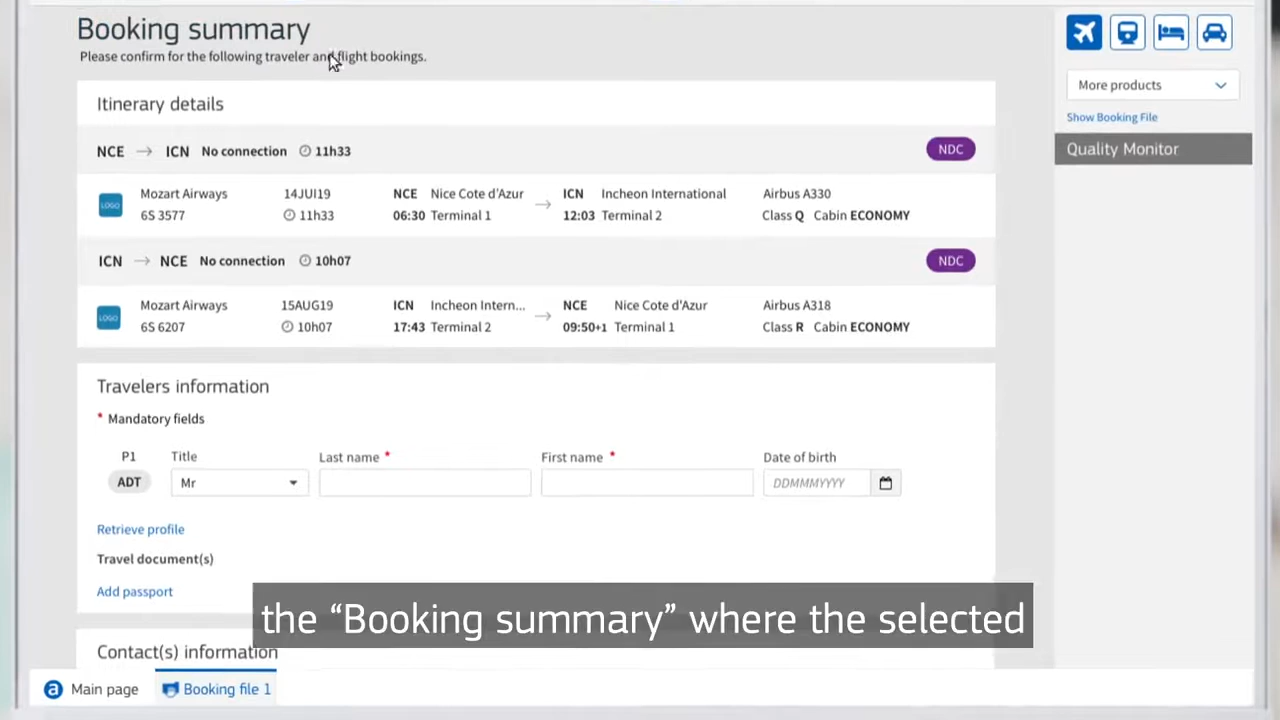 Booking summary
Please confirm for the following traveler and flight bookings.
Itinerary details
NCE → ICN No connection 11h33 NDC
Mozart Airways 14JUl19 NCE Nice Cote d'Azur → ICN Incheon International Airbus A330
LOGO
6S 3577 11h33 06:30 Terminal 1 12:03 Terminal 2 Class Q Cabin ECONOMY
ICN → NCE No connection 10h07 NDC
Mozart Airways 15AUG19 ICN Incheon Intern... → NCE Nice Cote d'Azur Airbus A318
LOGO
6S 6207 10h07 17:43 Terminal 2 09:50+1 Terminal 1 Class R Cabin ECONOMY
Travelers information
* Mandatory fields
P1 Title Last name * First name * Date of birth
ADT Mr DDMMMYYYY
Retrieve profile
Travel document(s)
Add passport
Contact(s) information
the “Booking summary” where the selected
a Main page Booking file 1
More products
Show Booking File
Quality Monitor